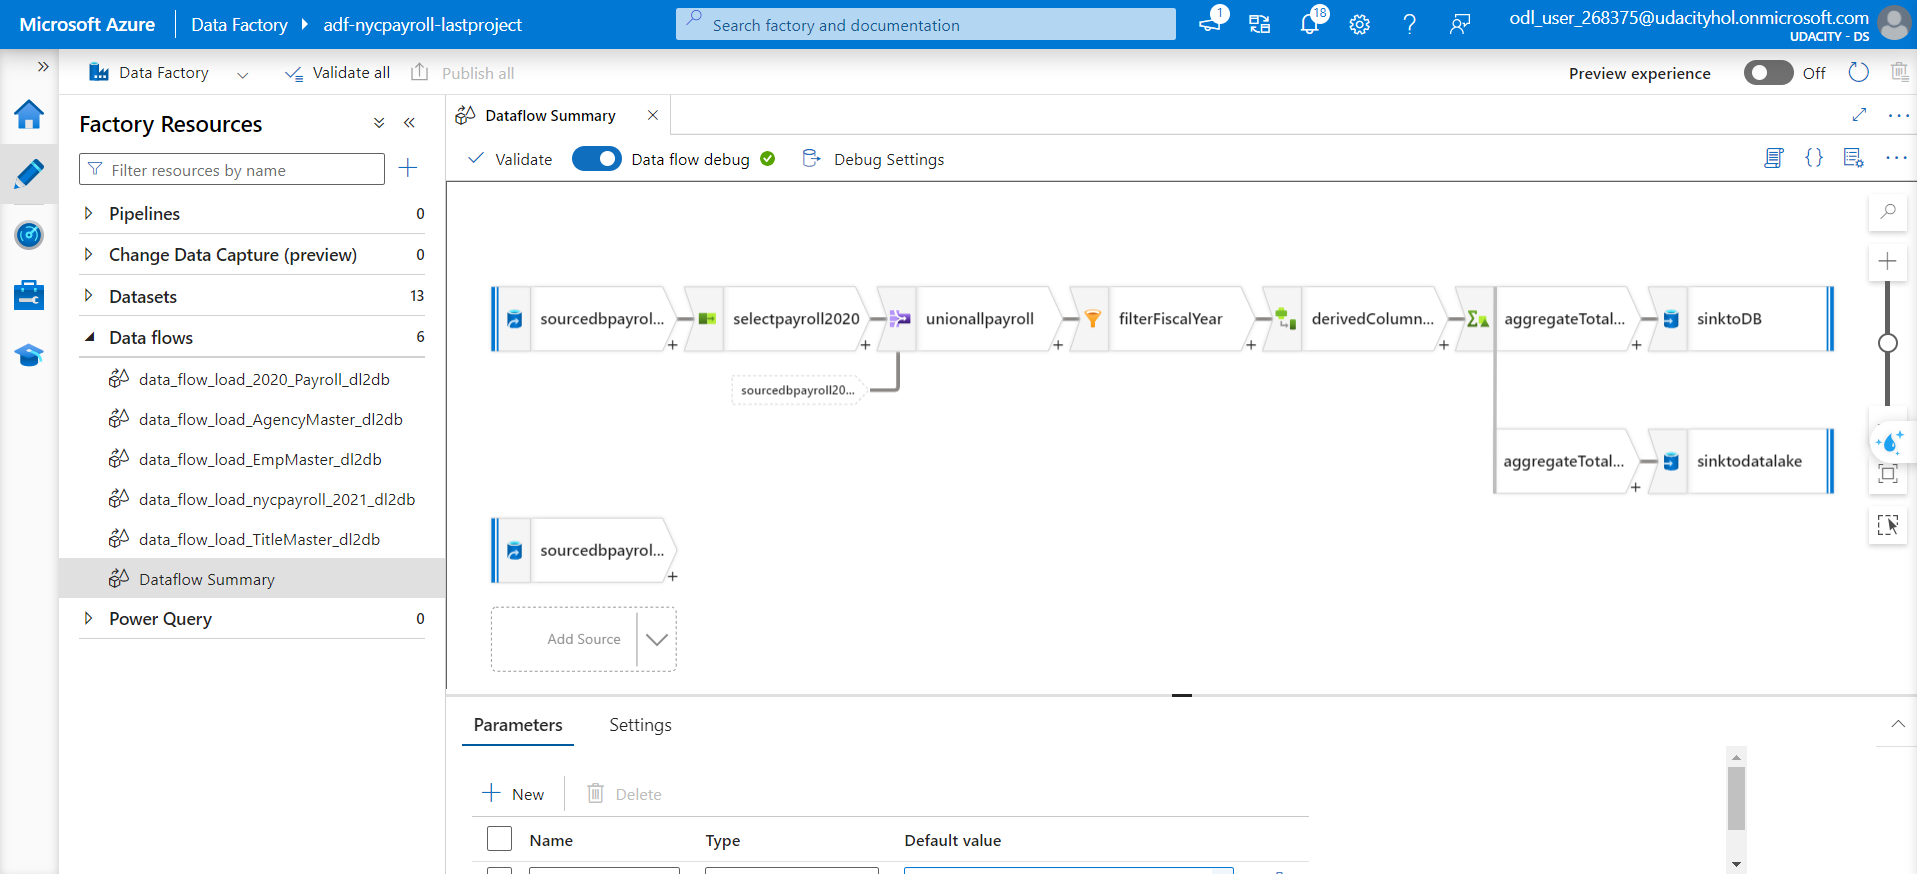 Microsoft Azure
Data Factory
adf-nycpayroll-lastproject
Search factory and documentation
1
18
odl_user_268375@udacityhol.onmicrosoft.com
UDACITY - DS
Data Factory
Validate all
Publish all
Preview experience
Off
Factory Resources
Filter resources by name
Pipelines 0
Change Data Capture (preview) 0
Datasets 13
Data flows 6
data_flow_load_2020_Payroll_dl2db
data_flow_load_AgencyMaster_dl2db
data_flow_load_EmpMaster_dl2db
data_flow_load_nycpayroll_2021_dl2db
data_flow_load_TitleMaster_dl2db
Dataflow Summary
Power Query 0
Dataflow Summary
Validate
Data flow debug
Debug Settings
sourcedbpayrol...
selectpayroll2020
unionallpayroll
filterFiscalYear
derivedColumn...
aggregateTotal...
sinktoDB
sourcedbpayroll20...
aggregateTotal...
sinktodatalake
sourcedbpayrol...
Add Source
Parameters
Settings
New
Delete
Name
Type
Default value